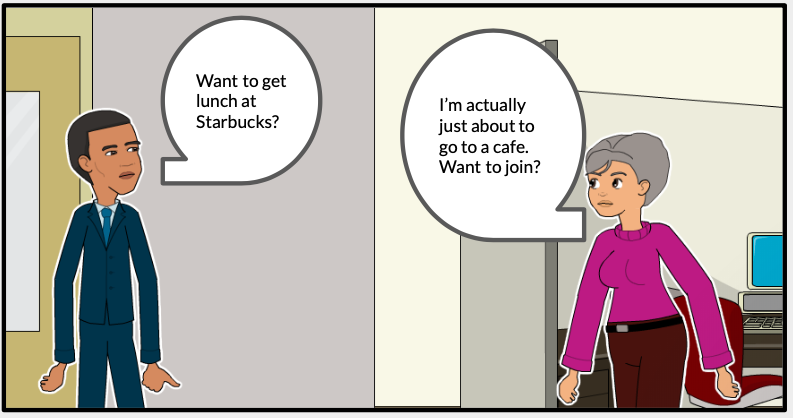 Want to get
lunch at
Starbucks?
I'm actually
just about to
go to a cafe.
Want to join?